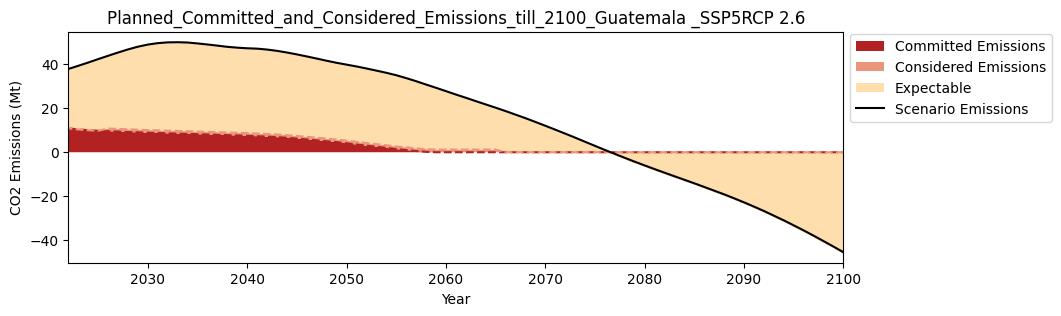 Planned_Committed_and_Considered_Emissions_till_2100_Guatemala _SSP5RCP 2.6
Committed Emissions
Considered Emissions
Expectable
Scenario Emissions
CO2 Emissions (Mt)
40
20
0
−20
−40
2030
2040
2050
2060
2070
2080
2090
2100
Year